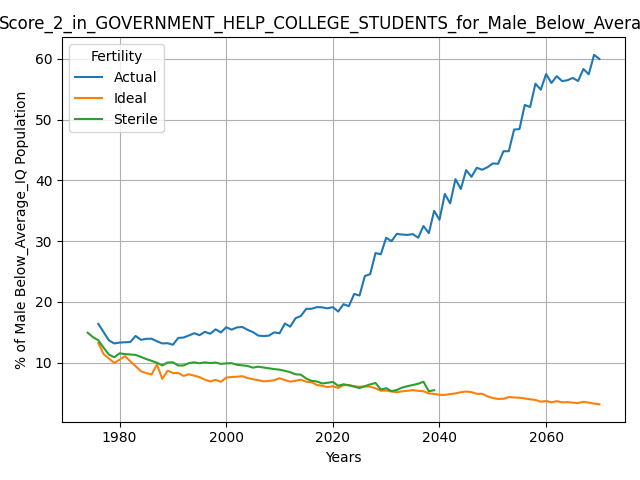 Score_2_in_GOVERNMENT_HELP_COLLEGE_STUDENTS_for_Male_Below_Avera
Fertility
Actual
Ideal
Sterile
% of Male Below_Average_IQ Population
60
50
40
30
20
10
1980 2000 2020 2040 2060
Years